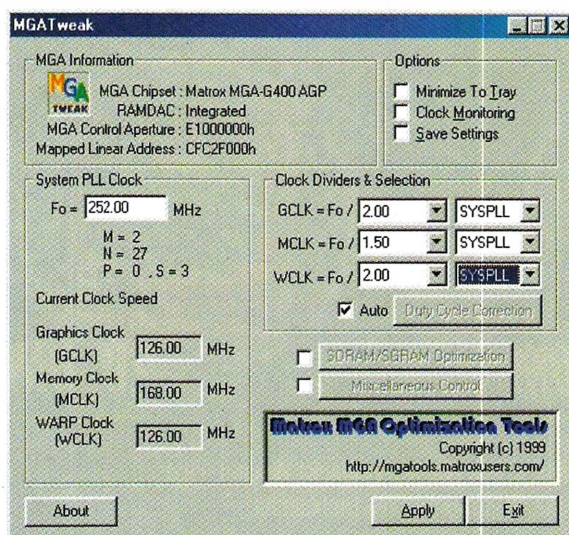 MGATweak
MGA Information
MGA TWEAK
MGA Chipset : Matrox MGA-G400 AGP
RAMDAC : Integrated
MGA Control Aperture : E1000000h
Mapped Linear Address : CFC2F000h
Options
Minimize To Tray
Clock Monitoring
Save Settings
System PLL Clock
Fo = 252.00 MHz
M = 2
N = 27
P = 0 , S = 3
Current Clock Speed
Graphics Clock
(GCLK) 126.00 MHz
Memory Clock
(MCLK) 168.00 MHz
WARP Clock
(WCLK) 126.00 MHz
Clock Dividers & Selection
GCLK = Fo / 2.00 SYSPLL
MCLK = Fo / 1.50 SYSPLL
WCLK = Fo / 2.00 SYSPLL
Auto Duty Cycle Correction
SDRAM/SGRAM Optimization
Miscellaneous Control
Matrox MGA Optimization Tools
Copyright (c) 1999
http://mgatools.matroxusers.com/
About
Apply
Exit